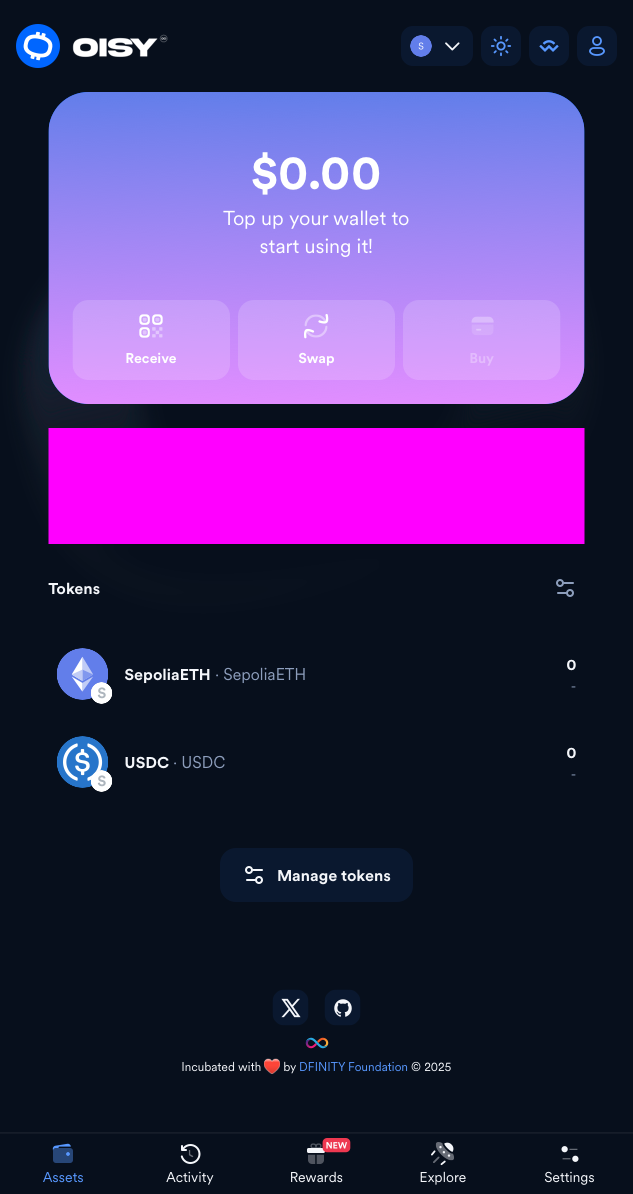 OISY
S
$0.00
Top up your wallet to
start using it!
Receive
Swap
Buy
Tokens
SepoliaETH · SepoliaETH
0
S
-
USDC · USDC
0
S
-
Manage tokens
Incubated with ❤️ by DFINITY Foundation © 2025
NEW
Assets
Activity
Rewards
Explore
Settings